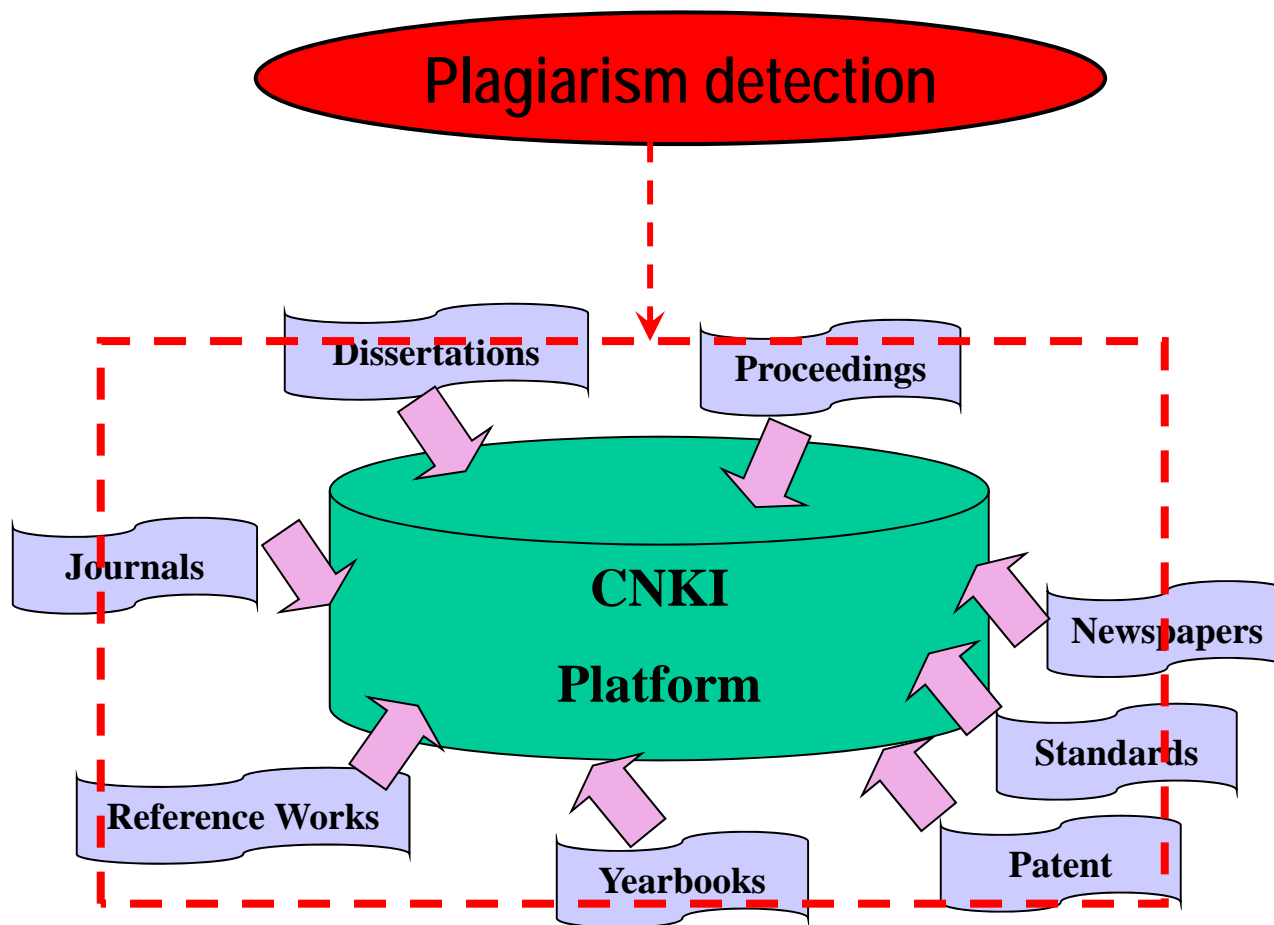 Plagiarism detection
Dissertations
Proceedings
Journals
CNKI
Platform
Newspapers
Standards
Reference Works
Patent
Yearbooks